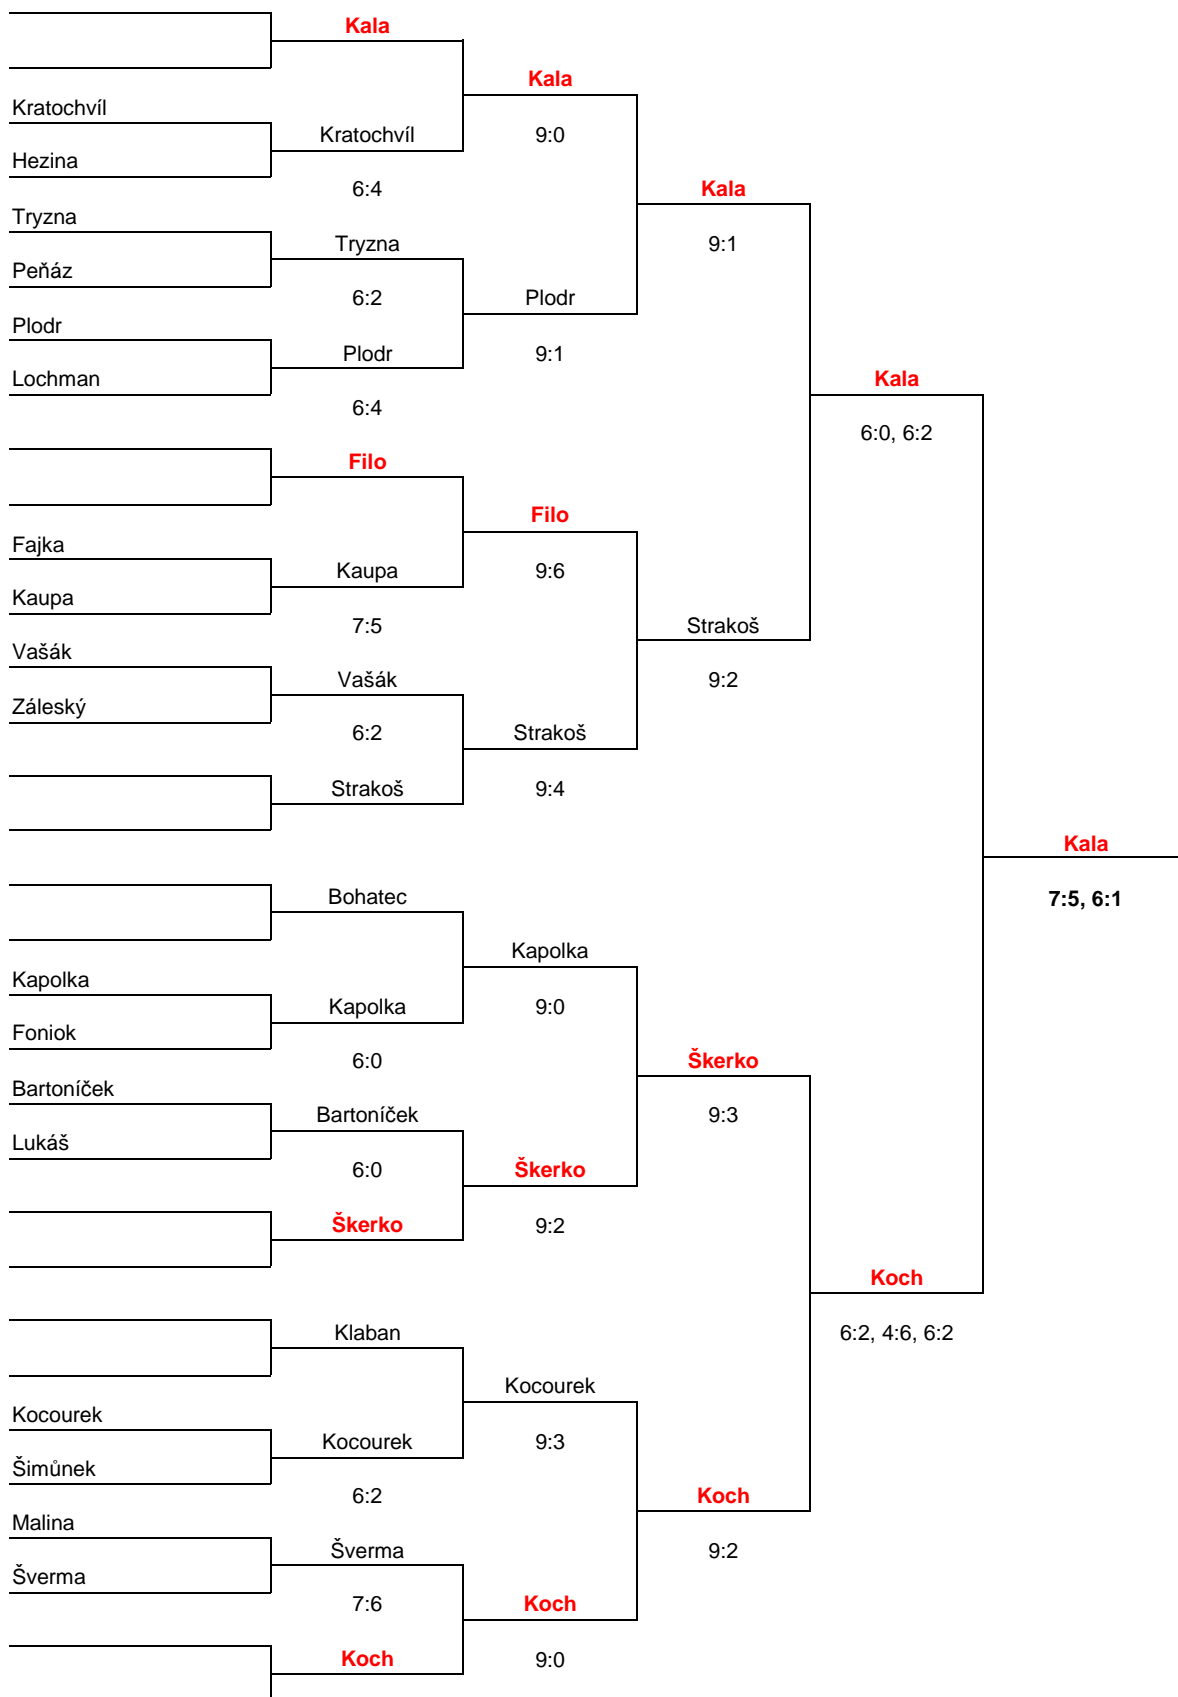 Kala
Kala
Kratochvíl
Kratochvíl
9:0
Hezina
6:4
Kala
Tryzna
Tryzna
9:1
Peňáz
6:2
Plodr
Plodr
Plodr
9:1
Lochman
Kala
6:4
6:0, 6:2
Filo
Filo
Fajka
Kaupa
9:6
Kaupa
7:5
Strakoš
Vašák
Vašák
9:2
Záleský
6:2
Strakoš
Strakoš
9:4
Kala
Bohatec
7:5, 6:1
Kapolka
Kapolka
Kapolka
9:0
Foniok
6:0
Škerko
Bartoníček
Bartoníček
9:3
Lukáš
6:0
Škerko
Škerko
9:2
Koch
Klaban
6:2, 4:6, 6:2
Kocourek
Kocourek
Kocourek
9:3
Šimůnek
6:2
Koch
Malina
Šverma
9:2
Šverma
7:6
Koch
Koch
9:0